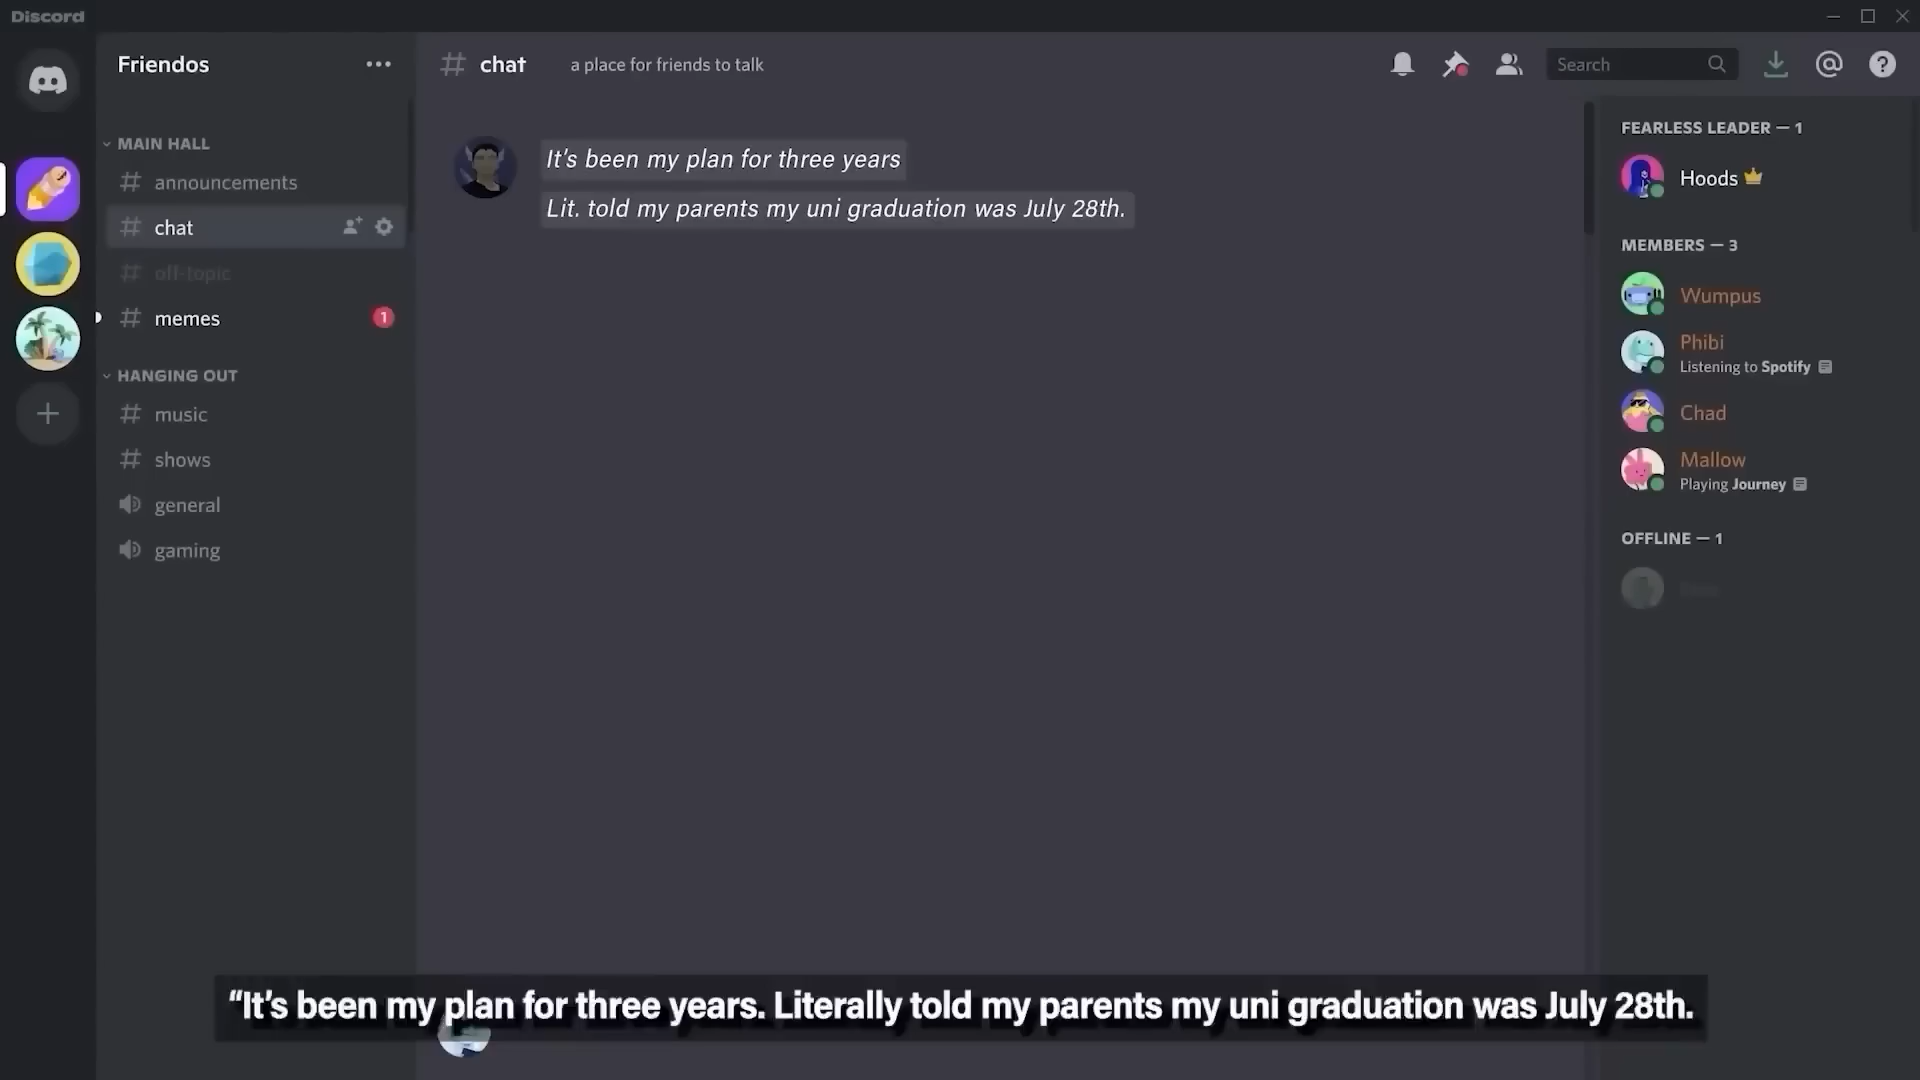 Discord
Friendos
# chat
a place for friends to talk
Search
MAIN HALL
# announcements
# chat
# off-topic
# memes
1
HANGING OUT
# music
# shows
general
gaming
It's been my plan for three years
Lit. told my parents my uni graduation was July 28th.
FEARLESS LEADER — 1
Hoods
MEMBERS — 3
Wumpus
Phibi
Listening to Spotify
Chad
Mallow
Playing Journey
OFFLINE — 1
“It's been my plan for three years. Literally told my parents my uni graduation was July 28th.